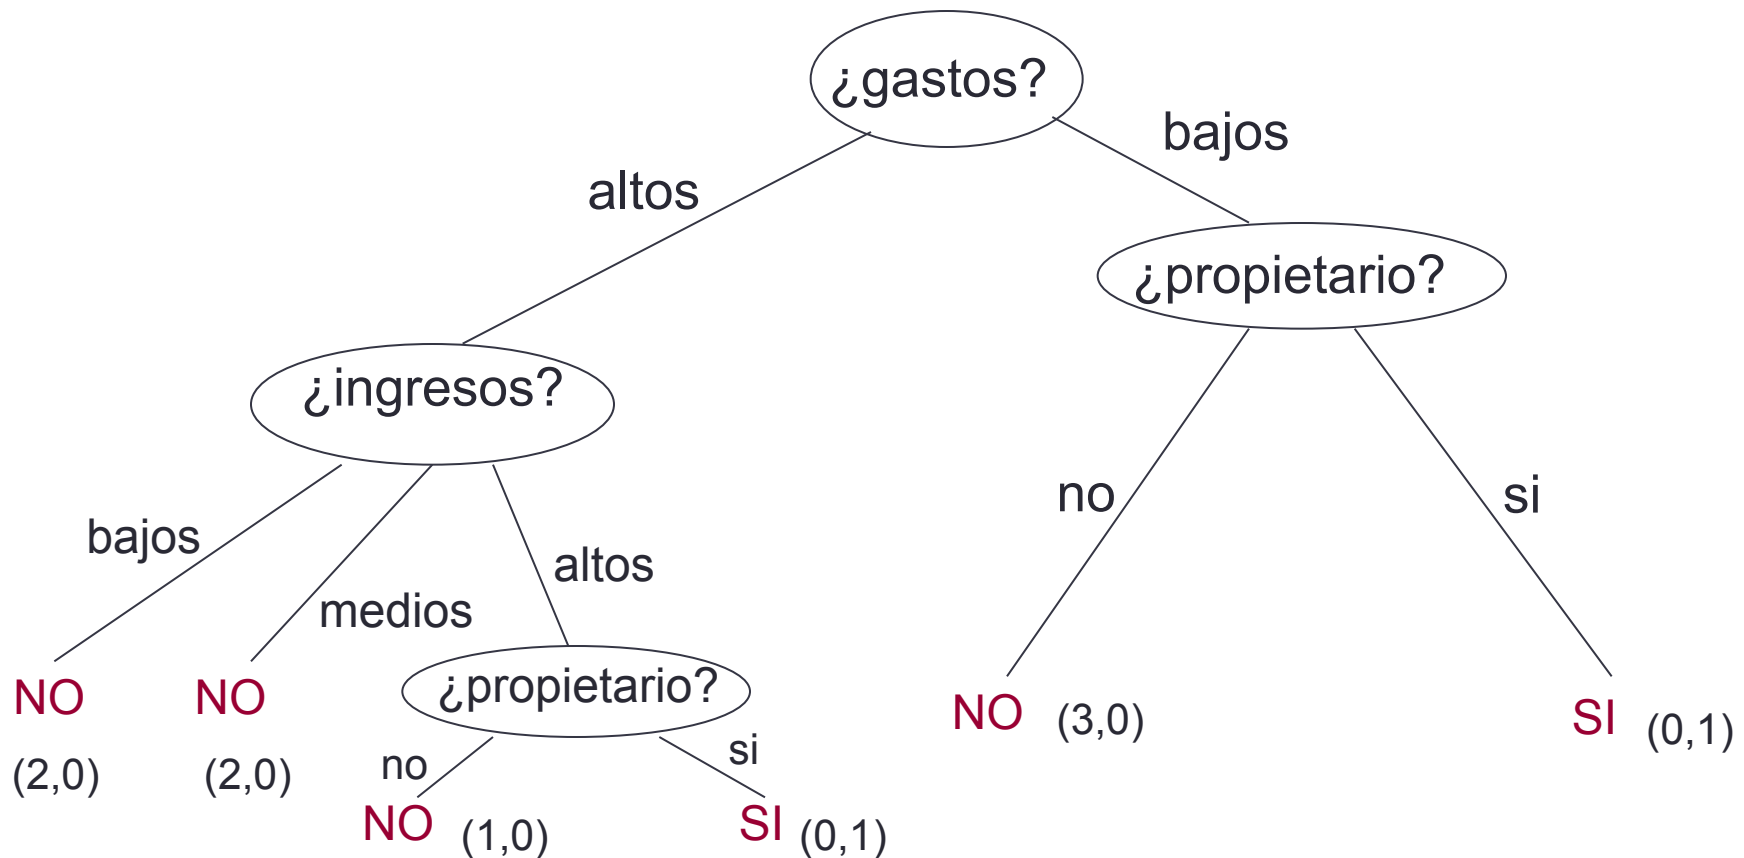 ¿gastos?
bajos
altos
¿propietario?
¿ingresos?
no
si
bajos
altos
medios
NO
NO
¿propietario?
NO (3,0)
SI (0,1)
(2,0)
(2,0)
no
si
NO (1,0)
SI (0,1)